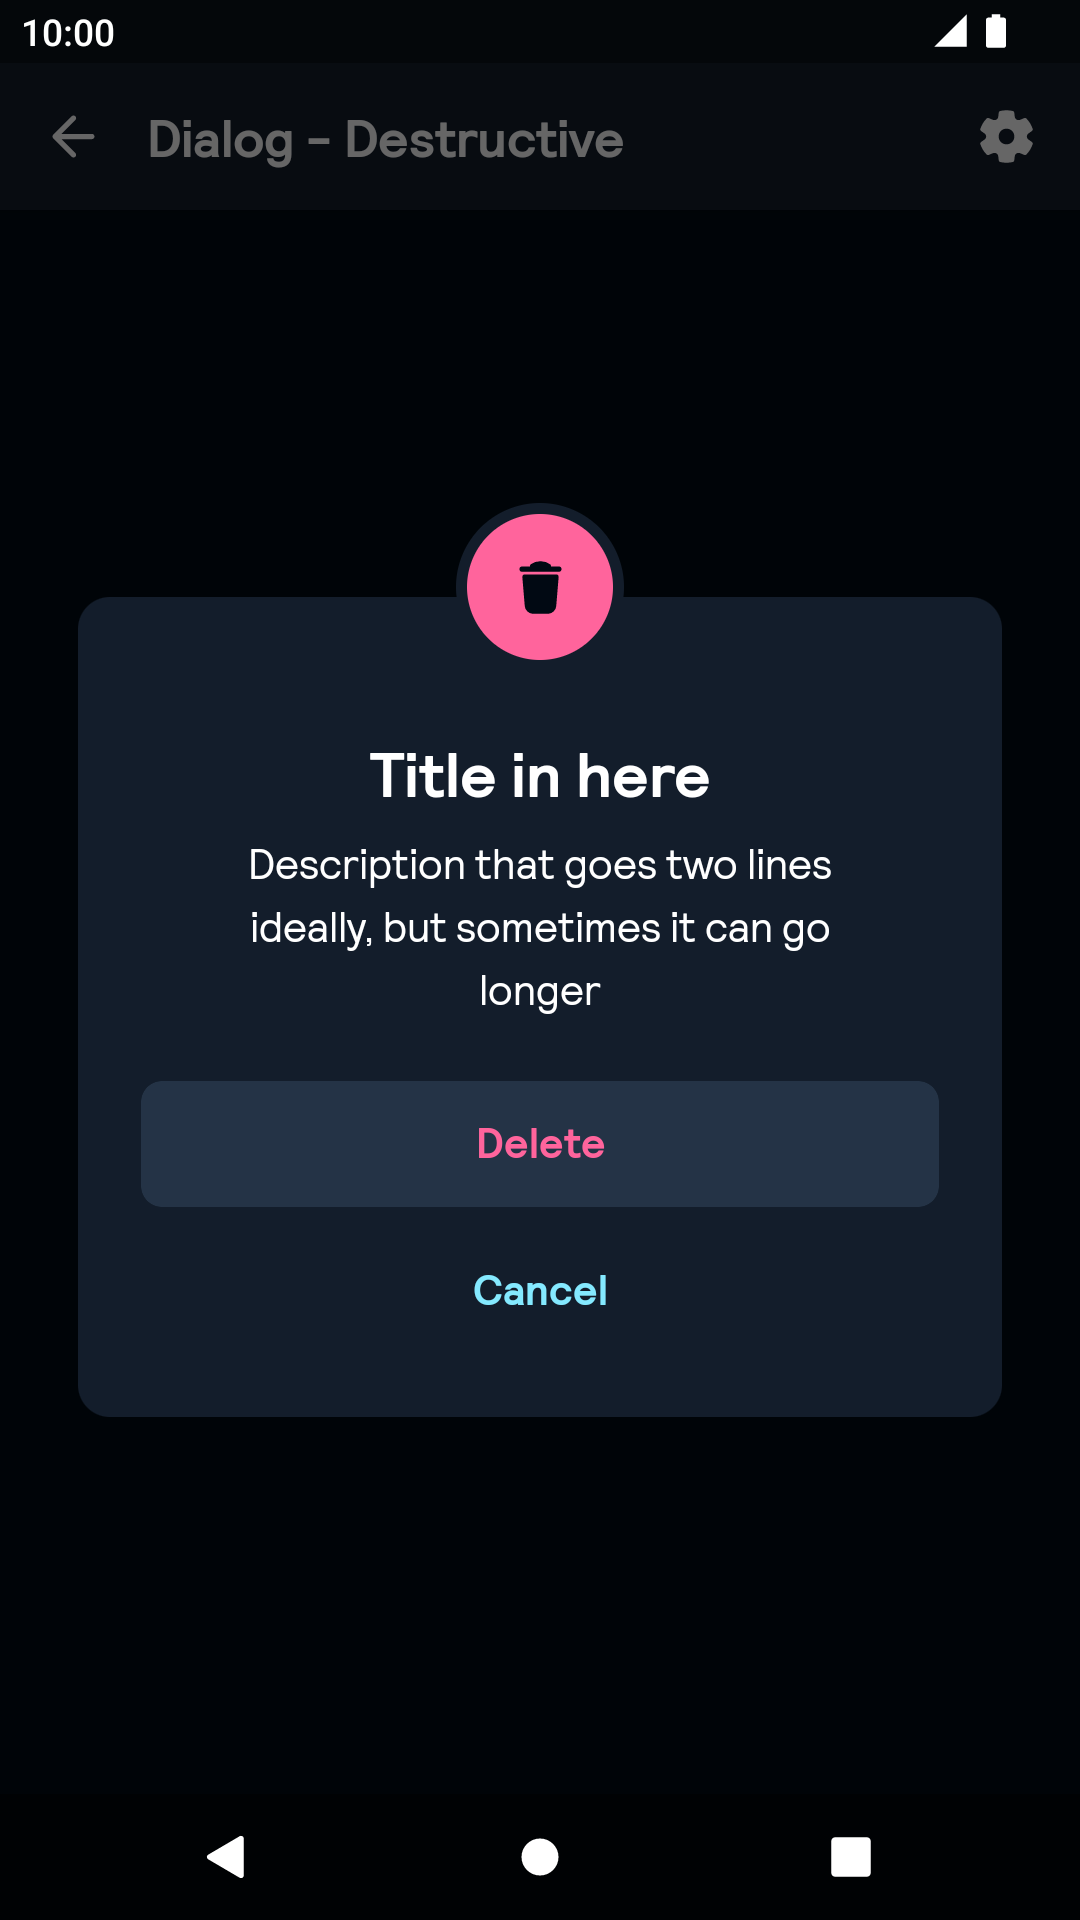 10:00
Dialog - Destructive
Title in here
Description that goes two lines
ideally, but sometimes it can go
longer
Delete
Cancel